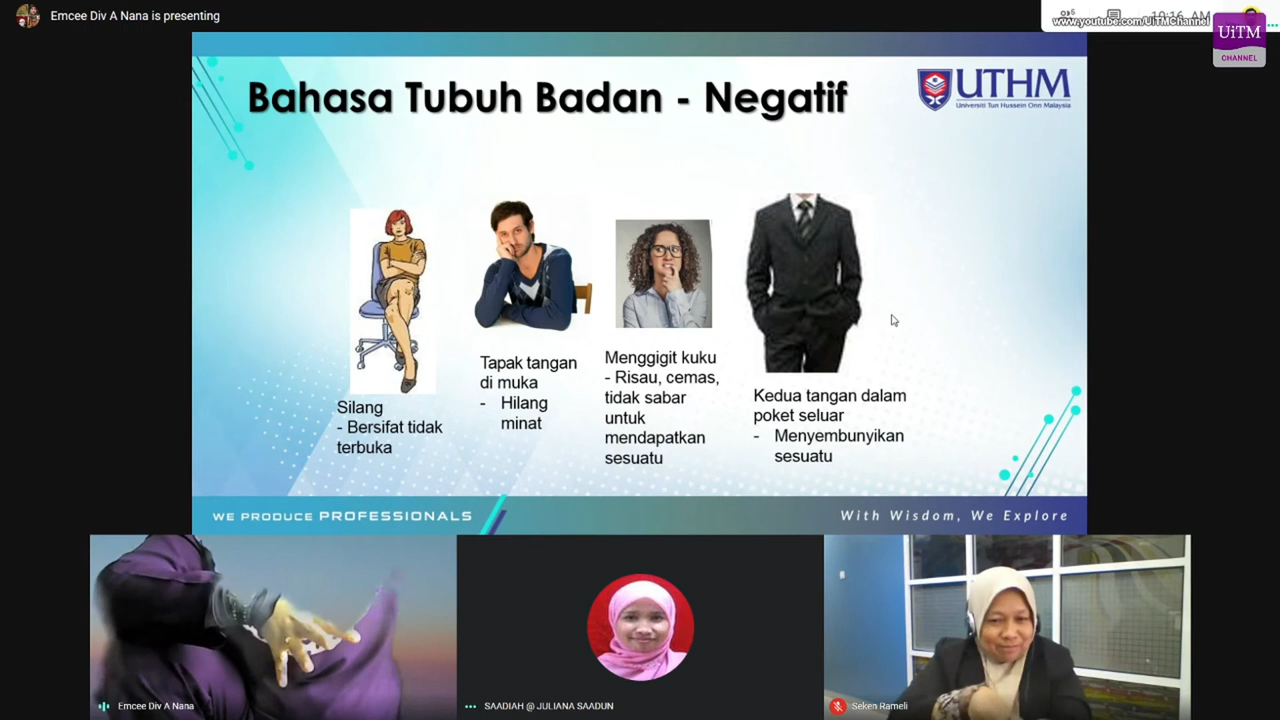 Emcee Div A Nana is presenting
www.youtube.com/UiTMChannel
UiTM
CHANNEL
Bahasa Tubuh Badan - Negatif
UTHM
Universiti Tun Hussein Onn Malaysia
Silang
- Bersifat tidak
terbuka
Tapak tangan
di muka
- Hilang
minat
Menggigit kuku
- Risau, cemas,
tidak sabar
untuk
mendapatkan
sesuatu
Kedua tangan dalam
poket seluar
- Menyembunyikan
sesuatu
WE PRODUCE PROFESSIONALS
With Wisdom, We Explore
Emcee Div A Nana
SAADIAH @ JULIANA SAADUN
Seken Rameli